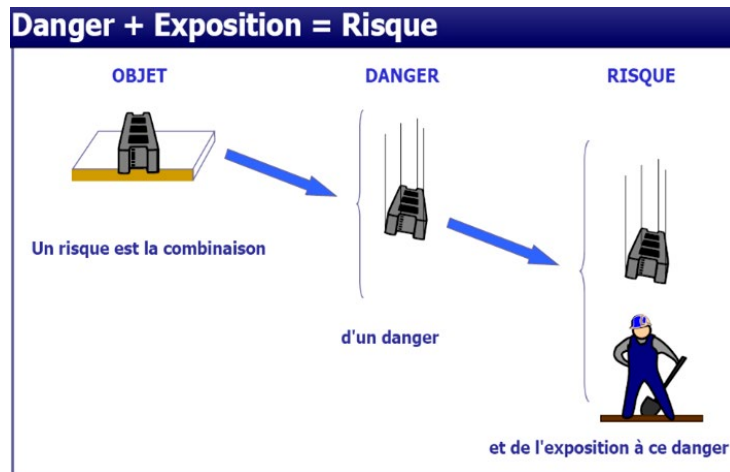 Danger + Exposition = Risque
OBJET
DANGER
RISQUE
Un risque est la combinaison
d'un danger
et de l'exposition à ce danger